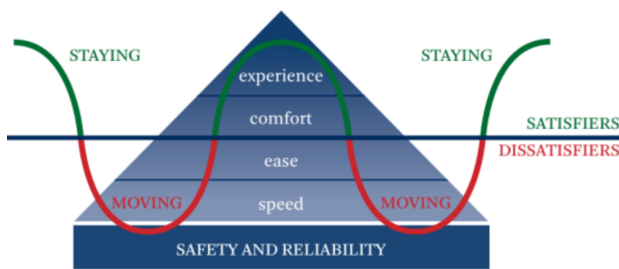 STAYING
STAYING
experience
comfort
SATISFIERS
DISSATISFIERS
ease
MOVING
speed
MOVING
SAFETY AND RELIABILITY